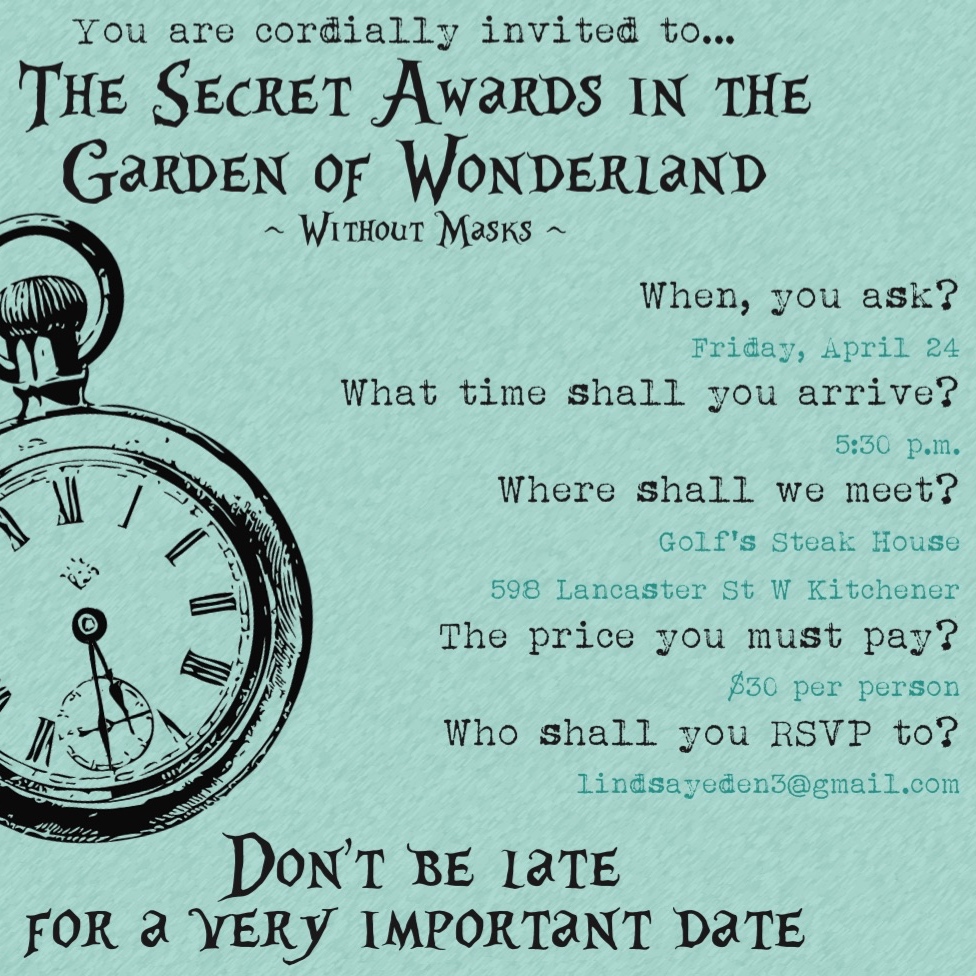 You are cordially invited to...
The Secret Awards in the
Garden of Wonderland
~ Without Masks ~
When, you ask?
Friday, April 24
What time shall you arrive?
5:30 p.m.
Where shall we meet?
Golf's Steak House
598 Lancaster St W Kitchener
The price you must pay?
$30 per person
Who shall you RSVP to?
lindsayeden3@gmail.com
Don't be late
for a very important date